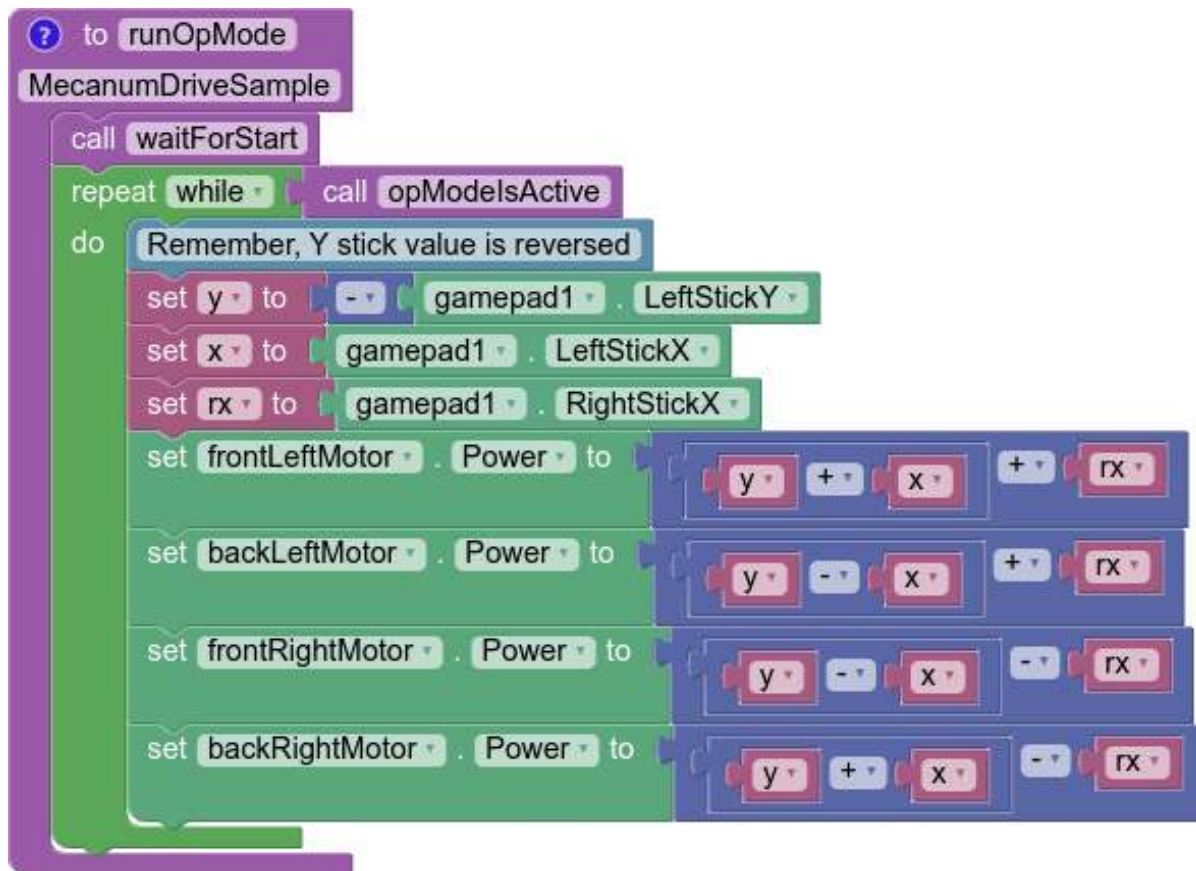 ? to runOpMode
MecanumDriveSample
call waitForStart
repeat while call opModeIsActive
do Remember, Y stick value is reversed
set y to - gamepad1 . LeftStickY
set x to gamepad1 . LeftStickX
set rx to gamepad1 . RightStickX
set frontLeftMotor . Power to y + x + rx
set backLeftMotor . Power to y - x + rx
set frontRightMotor . Power to y - x - rx
set backRightMotor . Power to y + x - rx